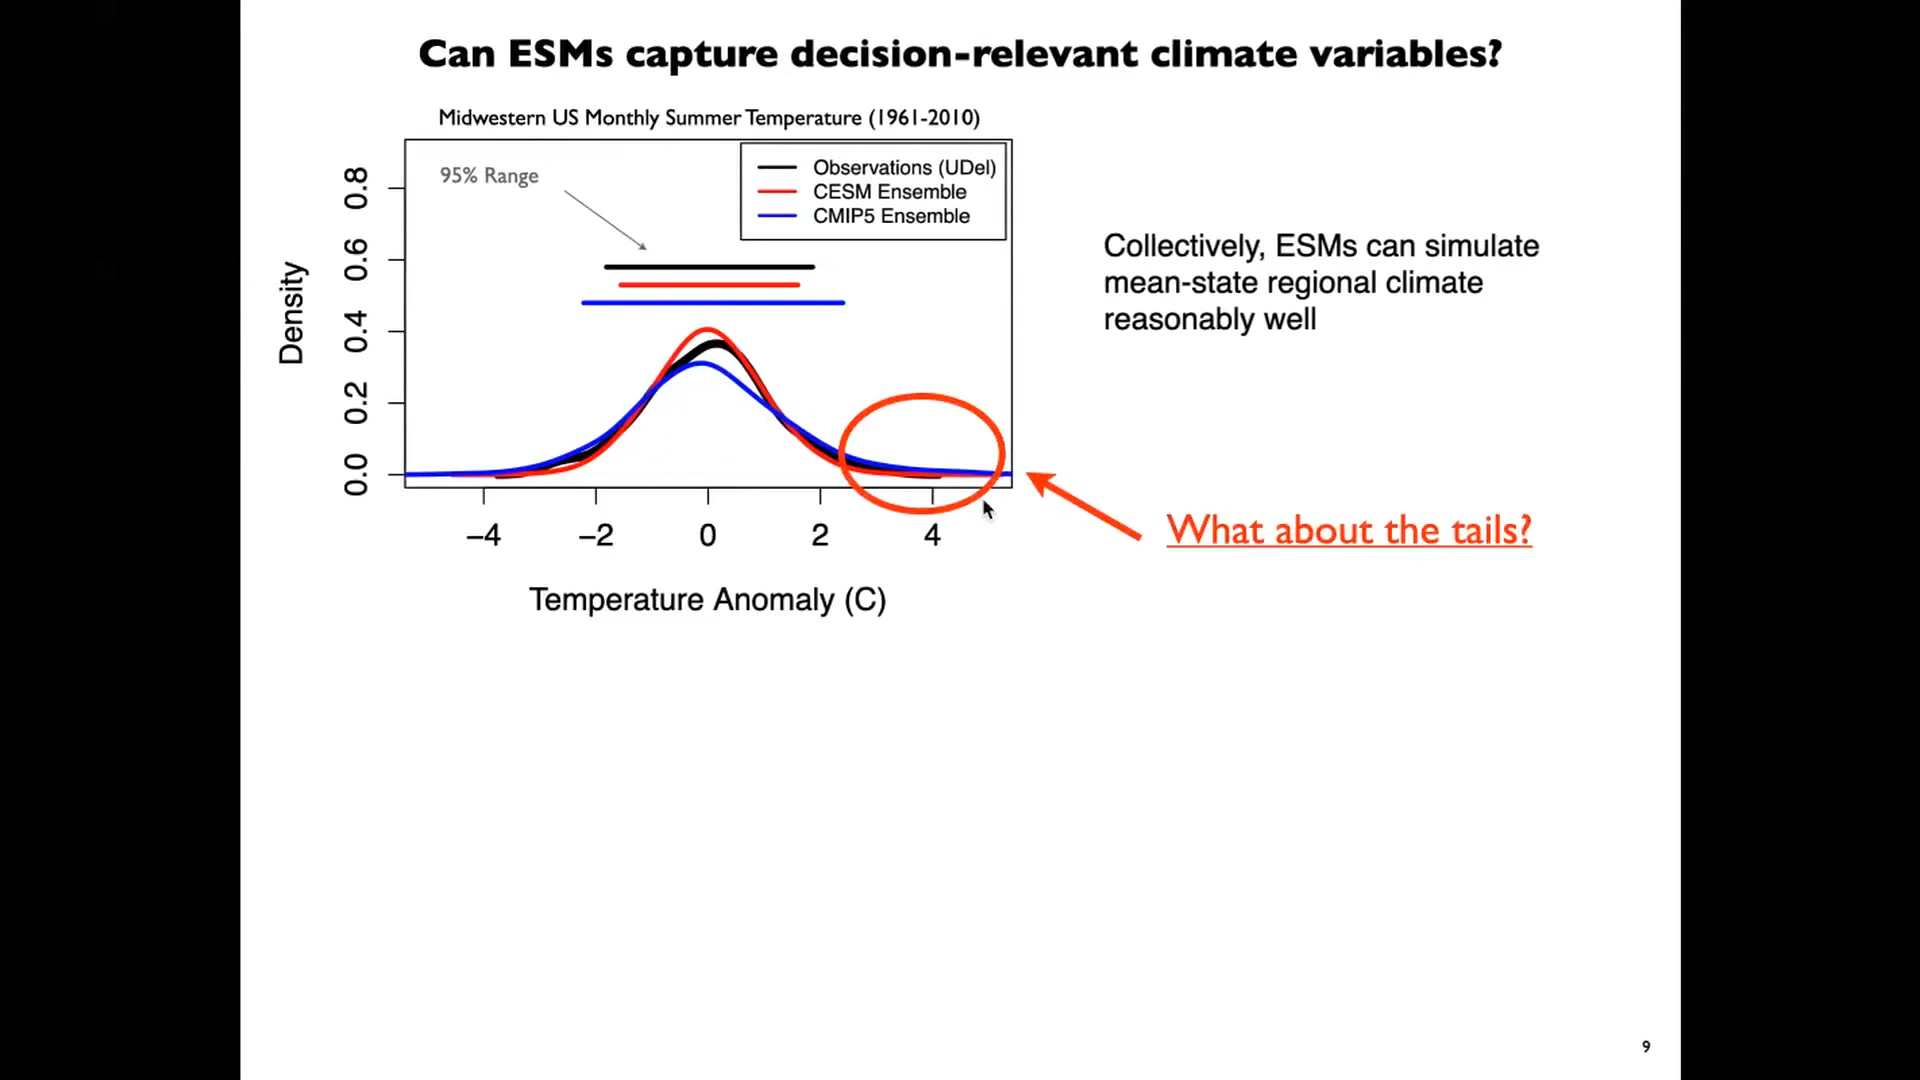 Can ESMs capture decision-relevant climate variables?
Midwestern US Monthly Summer Temperature (1961-2010)
95% Range
Observations (UDel)
CESM Ensemble
CMIP5 Ensemble
Density
0.8
0.6
0.4
0.2
0.0
−4
−2
0
2
4
Temperature Anomaly (C)
Collectively, ESMs can simulate
mean-state regional climate
reasonably well
What about the tails?
9